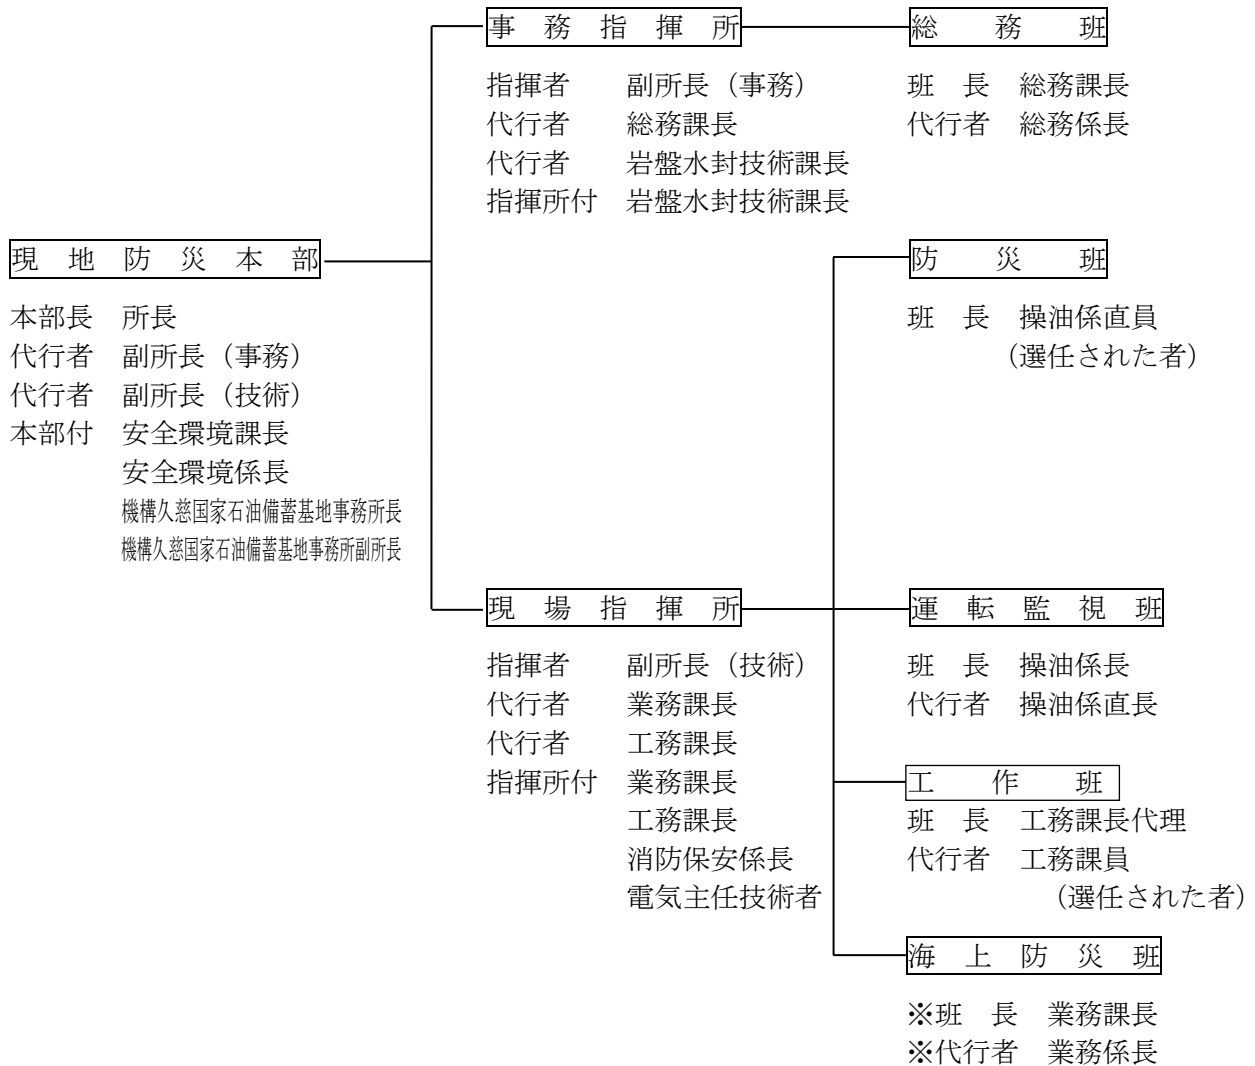 事　務　指　揮　所
指揮者　　副所長（事務）
代行者　　総務課長
代行者　　岩盤水封技術課長
指揮所付　岩盤水封技術課長
総　　務　　班
班　長　総務課長
代行者　総務係長
現　地　防　災　本　部
本部長　所長
代行者　副所長（事務）
代行者　副所長（技術）
本部付　安全環境課長
安全環境係長
機構久慈国家石油備蓄基地事務所長
機構久慈国家石油備蓄基地事務所副所長
現　場　指　揮　所
指揮者　　副所長（技術）
代行者　　業務課長
代行者　　工務課長
指揮所付　業務課長
工務課長
消防保安係長
電気主任技術者
防　　災　　班
班　長　操油係直員
（選任された者）
運　転　監　視　班
班　長　操油係長
代行者　操油係直長
工　　作　　班
班　長　工務課長代理
代行者　工務課員
（選任された者）
海　上　防　災　班
※班　長　業務課長
※代行者　業務係長